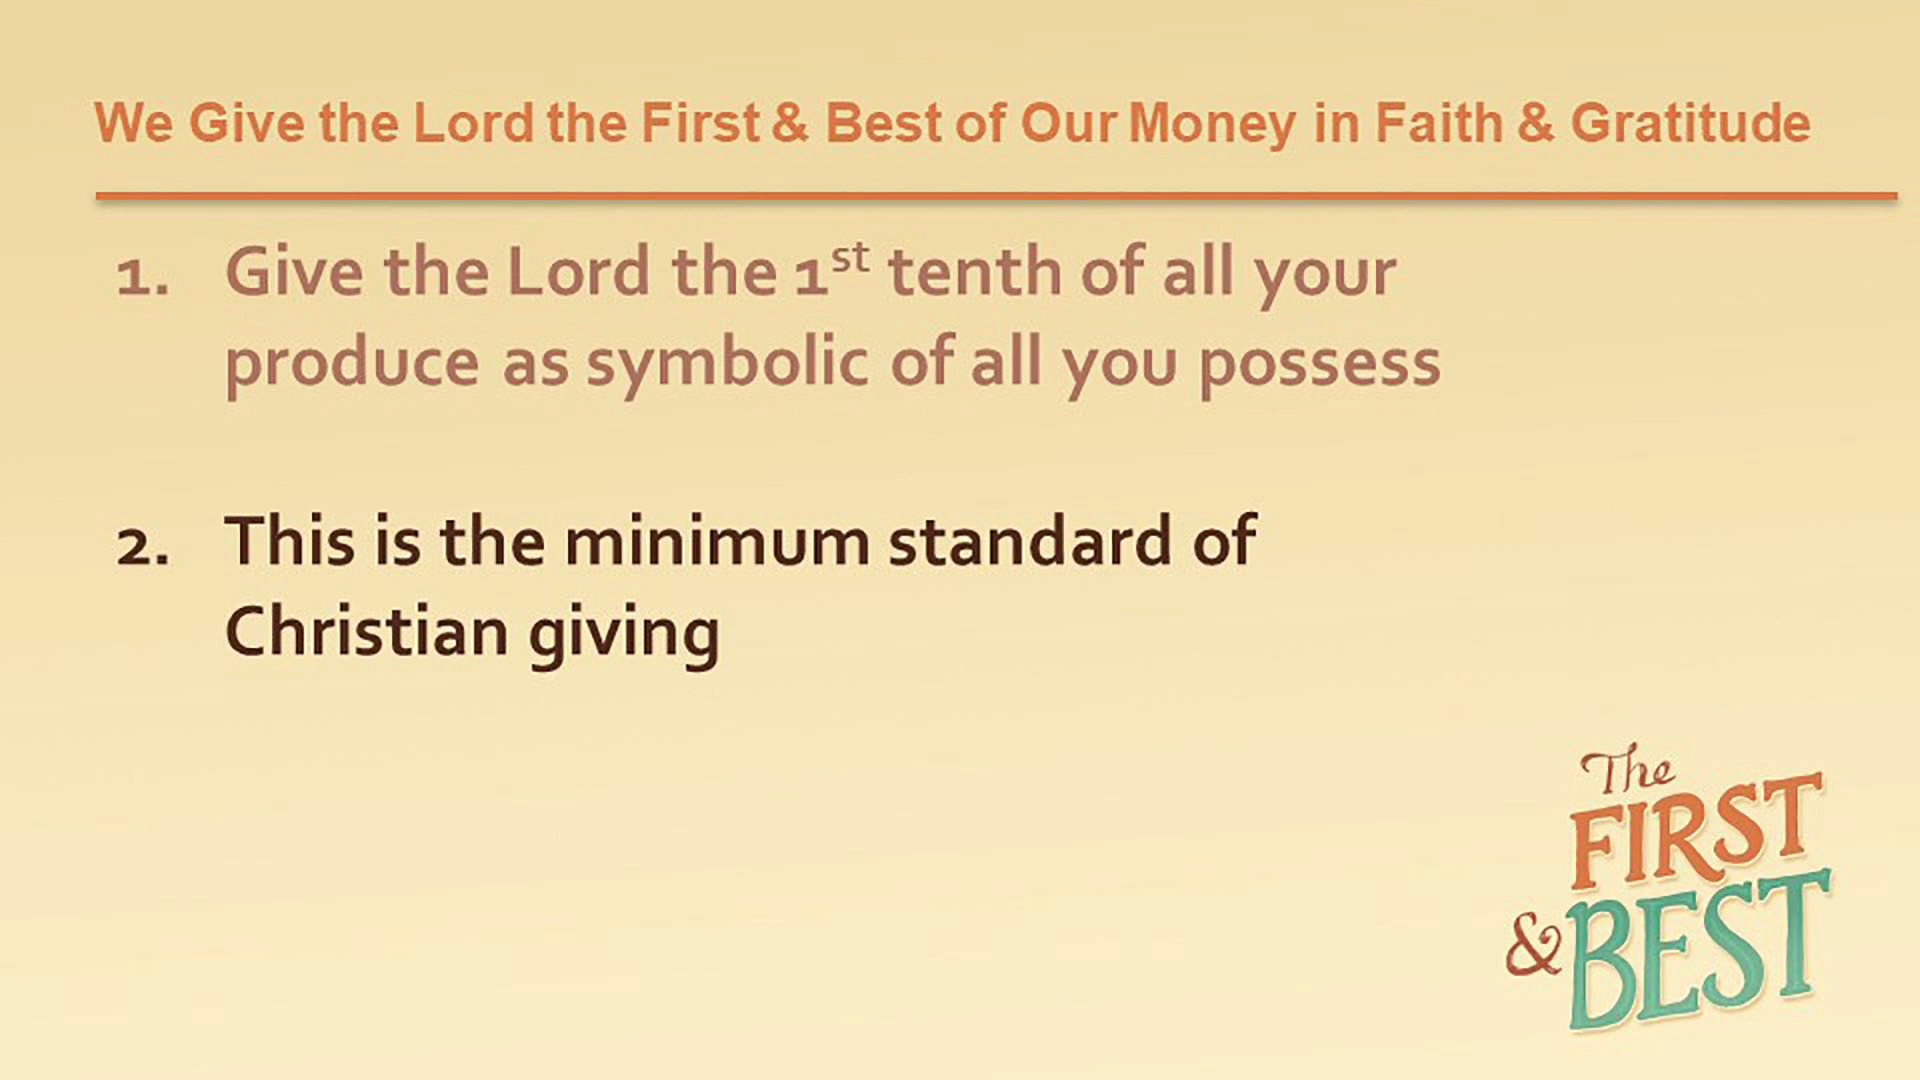 We Give the Lord the First & Best of Our Money in Faith & Gratitude
1. Give the Lord the 1st tenth of all your
produce as symbolic of all you possess
2. This is the minimum standard of
Christian giving
The
FIRST
& BEST